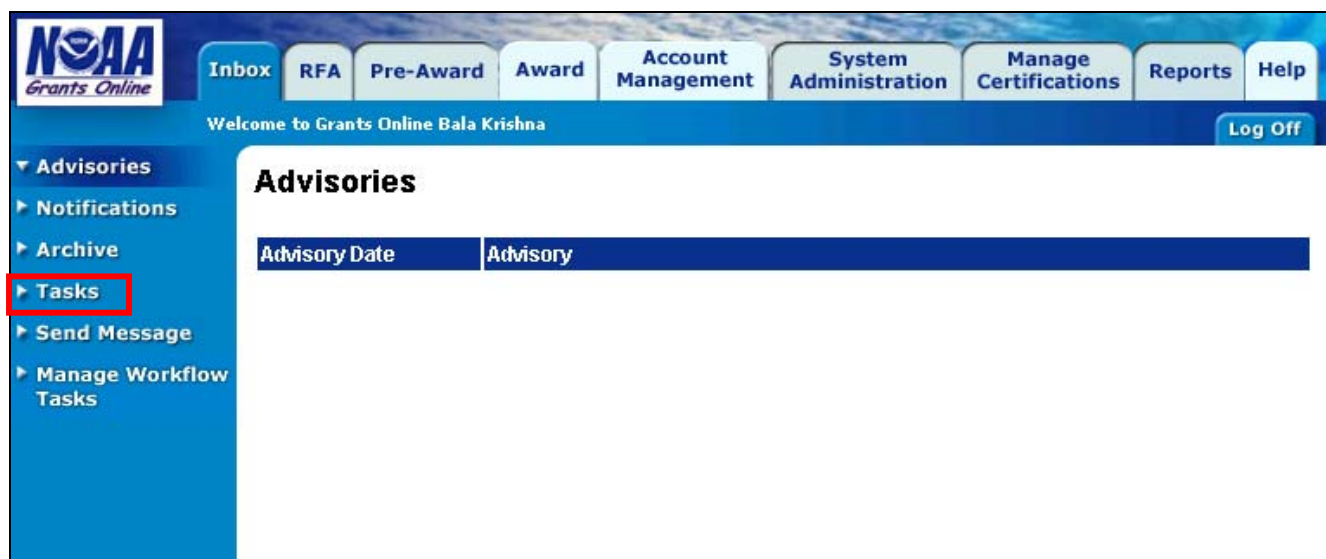 NOAA
Grants Online
Inbox
RFA
Pre-Award
Award
Account
Management
System
Administration
Manage
Certifications
Reports
Help
Welcome to Grants Online Bala Krishna
Log Off
Advisories
Notifications
Archive
Tasks
Send Message
Manage Workflow
Tasks
Advisories
Advisory Date
Advisory